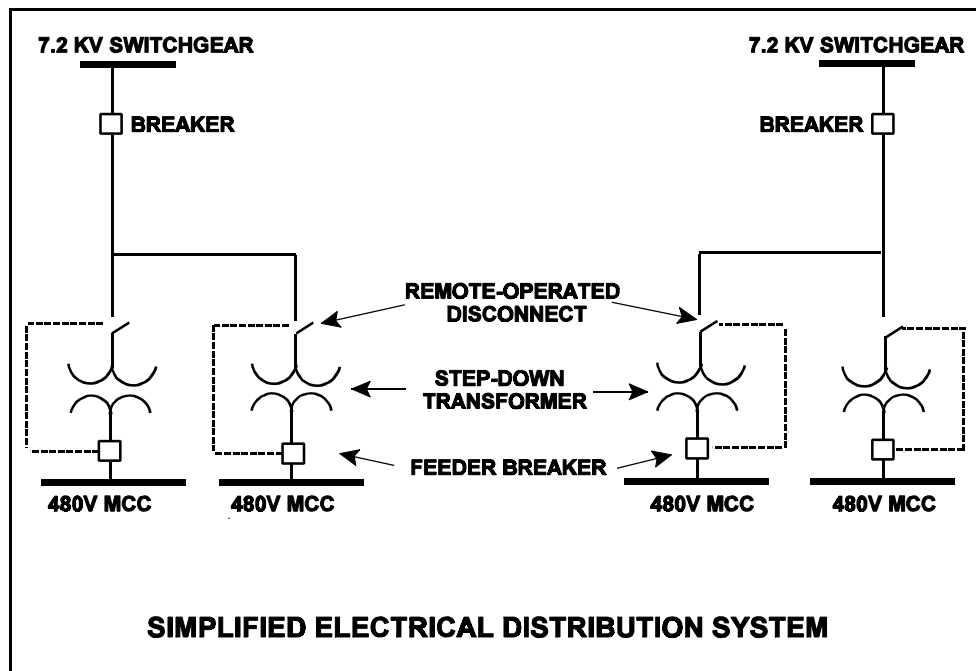 7.2 KV SWITCHGEAR
7.2 KV SWITCHGEAR
BREAKER
BREAKER
REMOTE-OPERATED
DISCONNECT
STEP-DOWN
TRANSFORMER
FEEDER BREAKER
480V MCC
480V MCC
480V MCC
480V MCC
SIMPLIFIED ELECTRICAL DISTRIBUTION SYSTEM